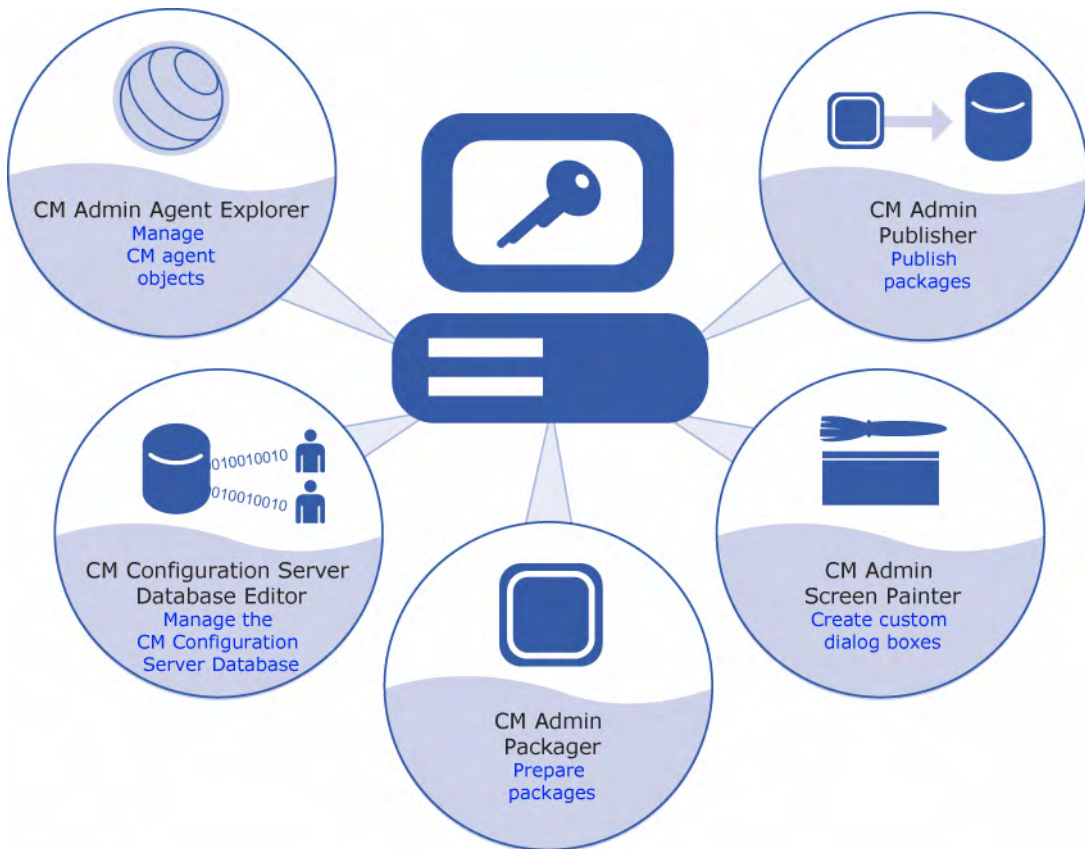 CM Admin Agent Explorer
Manage
CM agent
objects
CM Admin
Publisher
Publish
packages
010010010
010010010
CM Configuration Server
Database Editor
Manage the
CM Configuration
Server Database
CM Admin
Screen Painter
Create custom
dialog boxes
CM Admin
Packager
Prepare
packages